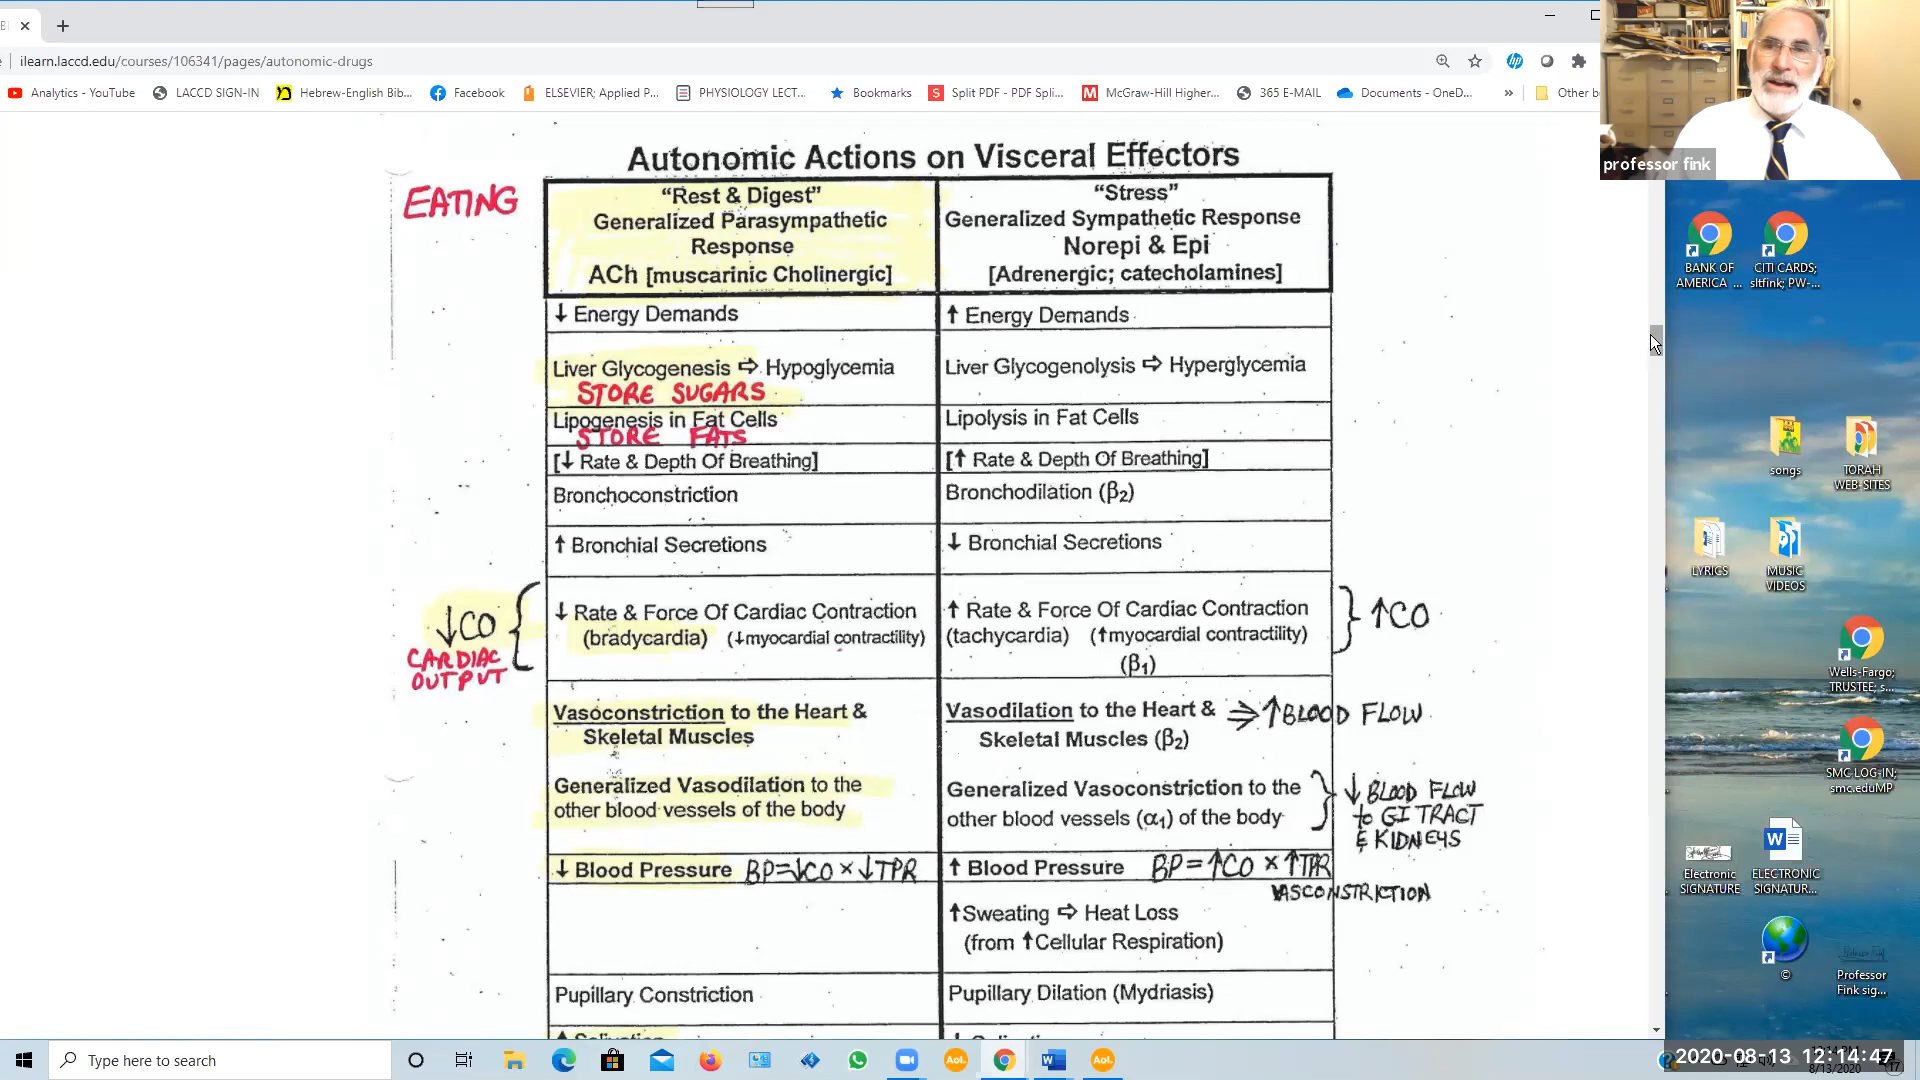 ilearn.laccd.edu/courses/106341/pages/autonomic-drugs
Analytics - YouTube
LACCD SIGN-IN
Hebrew-English Bib...
Facebook
ELSEVIER; Applied P...
PHYSIOLOGY LECT...
Bookmarks
Split PDF - PDF Spli...
McGraw-Hill Higher...
365 E-MAIL
Documents - OneD...
»
Other b
professor fink
Autonomic Actions on Visceral Effectors
EATING
“Rest & Digest”
Generalized Parasympathetic
Response
ACh [muscarinic Cholinergic]
“Stress”
Generalized Sympathetic Response
Norepi & Epi
[Adrenergic; catecholamines]
↓ Energy Demands
↑ Energy Demands
Liver Glycogenesis ⇨ Hypoglycemia
STORE SUGARS
Liver Glycogenolysis ⇨ Hyperglycemia
Lipogenesis in Fat Cells
STORE FATS
Lipolysis in Fat Cells
[↓ Rate & Depth Of Breathing]
[↑ Rate & Depth Of Breathing]
Bronchoconstriction
Bronchodilation (β2)
↑ Bronchial Secretions
↓ Bronchial Secretions
↓CO
CARDIAC
OUTPUT
↓ Rate & Force Of Cardiac Contraction
(bradycardia) (↓myocardial contractility)
↑ Rate & Force Of Cardiac Contraction
(tachycardia) (↑myocardial contractility)
(β1)
↑CO
Vasoconstriction to the Heart &
Skeletal Muscles
Vasodilation to the Heart & ⇒ ↑BLOOD FLOW
Skeletal Muscles (β2)
Generalized Vasodilation to the
other blood vessels of the body
Generalized Vasoconstriction to the
other blood vessels (α1) of the body
↓ BLOOD FLOW
to GI TRACT
& KIDNEYS
↓ Blood Pressure BP=↓CO × ↓TPR
↑ Blood Pressure BP=↑CO × ↑TPR
VASCONSTRICTION
↑Sweating ⇨ Heat Loss
(from ↑Cellular Respiration)
Pupillary Constriction
Pupillary Dilation (Mydriasis)
↑ Salivation
BANK OF
AMERICA ...
CITI CARDS;
sltfink; PW-...
songs
TORAH
WEB-SITES
LYRICS
MUSIC
VIDEOS
Wells-Fargo;
TRUSTEE; s...
SMC LOG-IN;
smc.eduMP
Electronic
SIGNATURE
ELECTRONIC
SIGNATUR...
©
Professor
Fink sig...
Type here to search
Aol.
Aol.
2020-08-13 12:14:47
8/13/2020
17